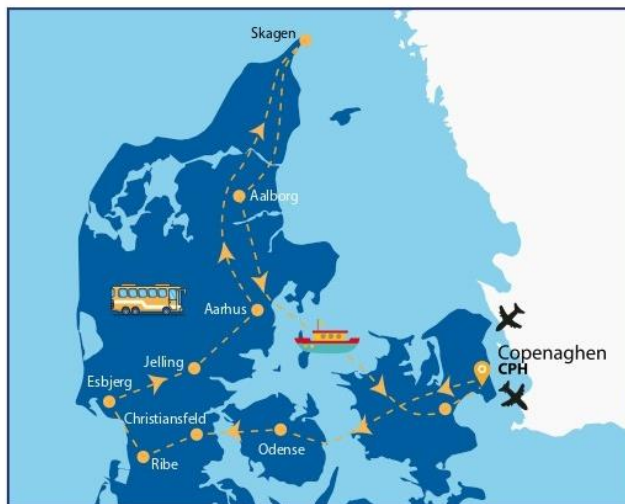 Skagen
Aalborg
Aarhus
Copenaghen
CPH
Jelling
Esbjerg
Christiansfeld
Odense
Ribe